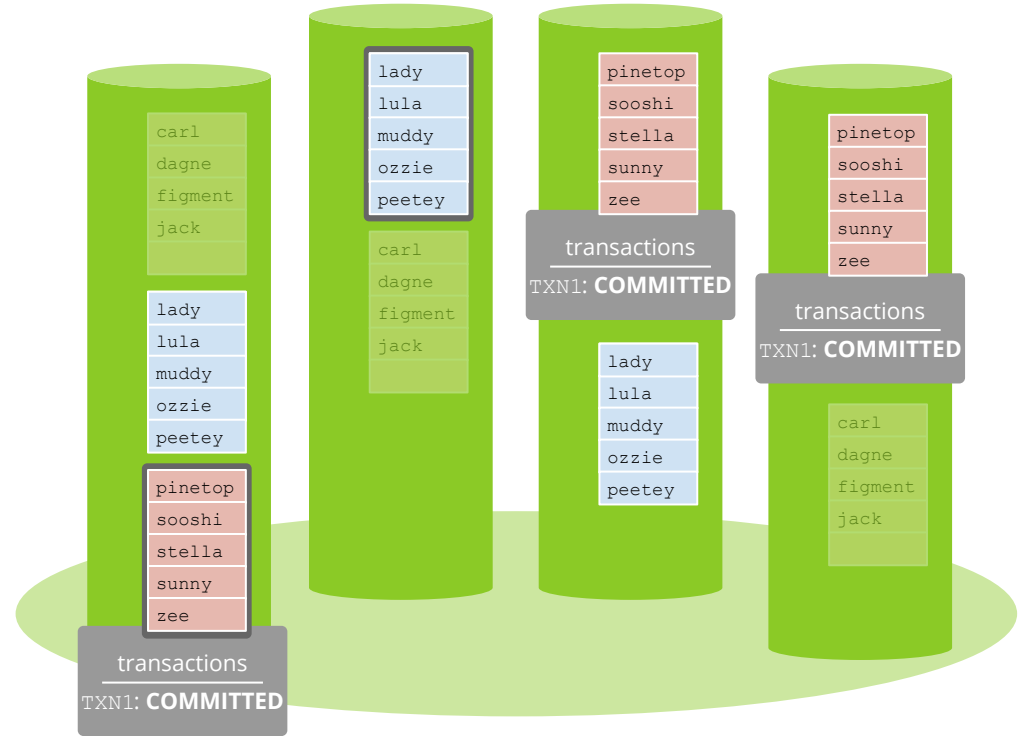 carl
dagne
figment
jack
lady
lula
muddy
ozzie
peetey
pinetop
sooshi
stella
sunny
zee
transactions
TXN1: COMMITTED
lady
lula
muddy
ozzie
peetey
carl
dagne
figment
jack
pinetop
sooshi
stella
sunny
zee
transactions
TXN1: COMMITTED
lady
lula
muddy
ozzie
peetey
pinetop
sooshi
stella
sunny
zee
transactions
TXN1: COMMITTED
carl
dagne
figment
jack